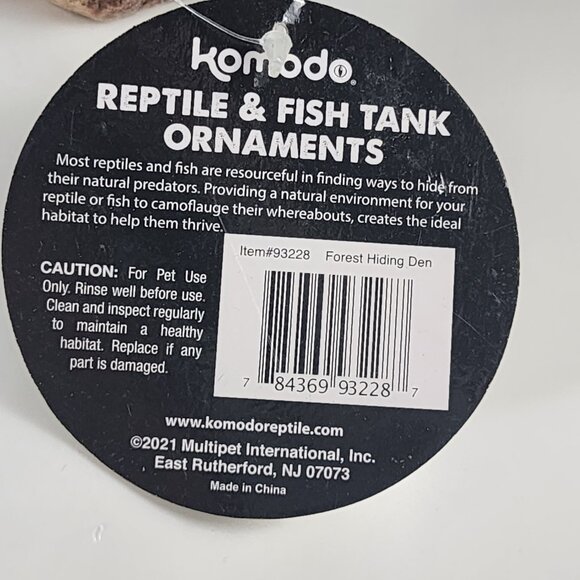 komodo®
REPTILE & FISH TANK
ORNAMENTS
Most reptiles and fish are resourceful in finding ways to hide from
their natural predators. Providing a natural environment for your
reptile or fish to camoflauge their whereabouts, creates the ideal
habitat to help them thrive.
Item#93228 Forest Hiding Den
CAUTION: For Pet Use
Only. Rinse well before use.
Clean and inspect regularly
to maintain a healthy
habitat. Replace if any
part is damaged.
7 84369 93228 7
www.komodoreptile.com
©2021 Multipet International, Inc.
East Rutherford, NJ 07073
Made in China